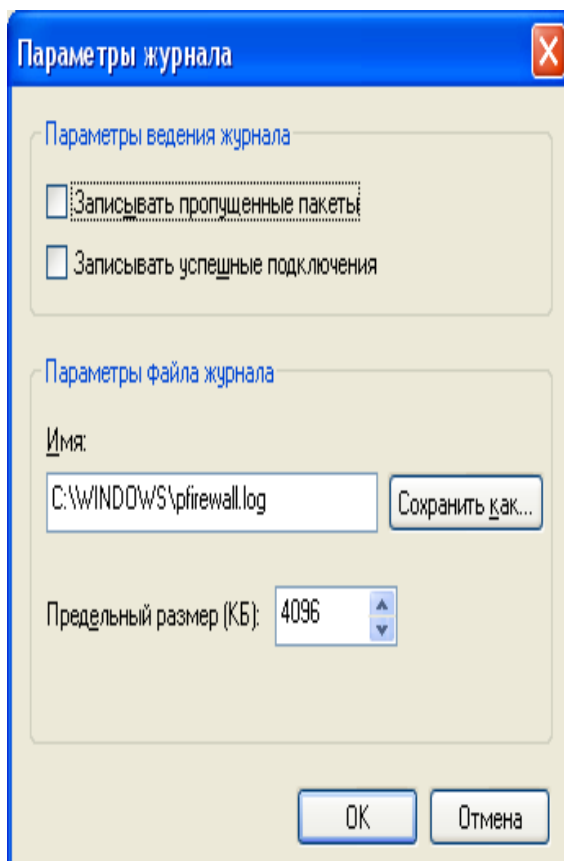 Параметры журнала
Параметры ведения журнала
Записывать пропущенные пакеты
Записывать успешные подключения
Параметры файла журнала
Имя:
C:\WINDOWS\pfirewall.log
Сохранить как...
Предельный размер (КБ):
4096
OK
Отмена